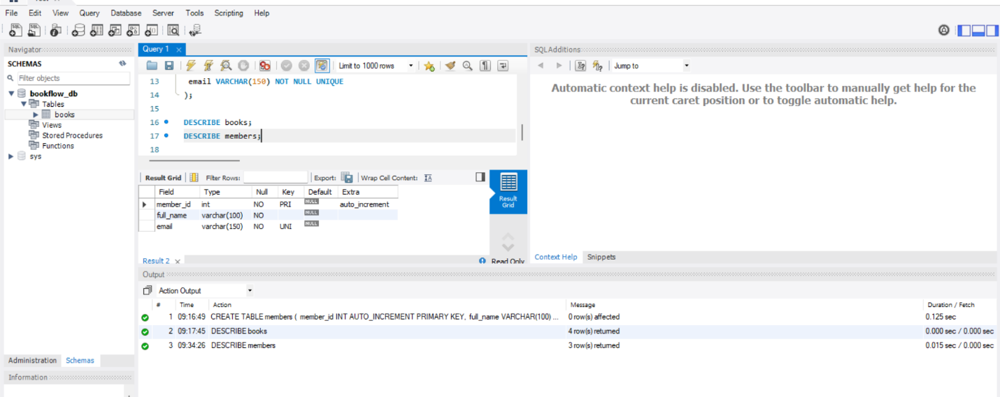 File Edit View Query Database Server Tools Scripting Help
Navigator
SCHEMAS
Filter objects
bookflow_db
Tables
books
Views
Stored Procedures
Functions
sys
Administration Schemas
Information
Query 1
Limit to 1000 rows
13 email VARCHAR(150) NOT NULL UNIQUE
14 );
15
16 DESCRIBE books;
17 DESCRIBE members;
18
Result Grid Filter Rows: Export: Wrap Cell Content:
Field Type Null Key Default Extra
member_id int NO PRI NULL auto_increment
full_name varchar(100) NO NULL
email varchar(150) NO UNI NULL
Result
Grid
Result 2 Read Only
SQLAdditions
Jump to
Automatic context help is disabled. Use the toolbar to manually get help for the
current caret position or to toggle automatic help.
Context Help Snippets
Output
Action Output
# Time Action Message Duration / Fetch
1 09:16:49 CREATE TABLE members ( member_id INT AUTO_INCREMENT PRIMARY KEY, full_name VARCHAR(100) ... 0 row(s) affected 0.125 sec
2 09:17:45 DESCRIBE books 4 row(s) returned 0.000 sec / 0.000 sec
3 09:34:26 DESCRIBE members 3 row(s) returned 0.015 sec / 0.000 sec